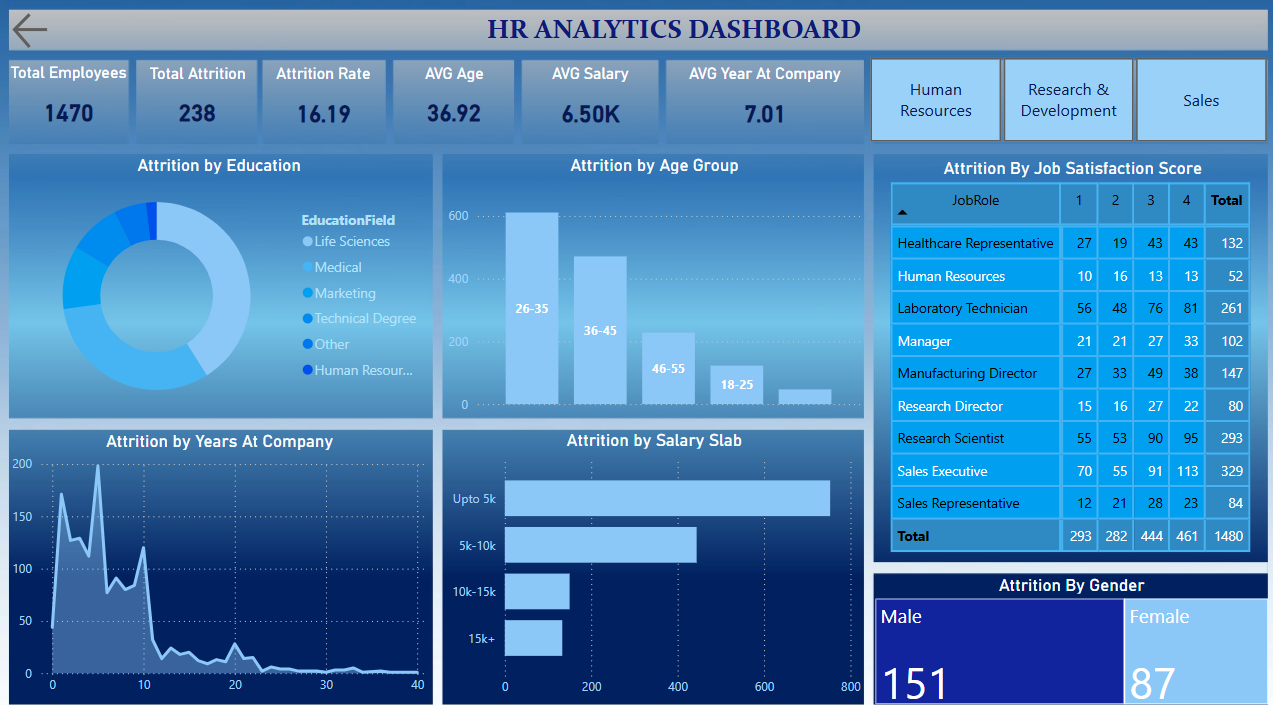 HR ANALYTICS DASHBOARD
Total Employees
1470
Total Attrition
238
Attrition Rate
16.19
AVG Age
36.92
AVG Salary
6.50K
AVG Year At Company
7.01
Human
Resources
Research &
Development
Sales
Attrition by Education
EducationField
Life Sciences
Medical
Marketing
Technical Degree
Other
Human Resour...
Attrition by Age Group
600
400
200
0
26-35
36-45
46-55
18-25
Attrition By Job Satisfaction Score
JobRole 1 2 3 4 Total
Healthcare Representative 27 19 43 43 132
Human Resources 10 16 13 13 52
Laboratory Technician 56 48 76 81 261
Manager 21 21 27 33 102
Manufacturing Director 27 33 49 38 147
Research Director 15 16 27 22 80
Research Scientist 55 53 90 95 293
Sales Executive 70 55 91 113 329
Sales Representative 12 21 28 23 84
Total 293 282 444 461 1480
Attrition by Years At Company
200
150
100
50
0
0 10 20 30 40
Attrition by Salary Slab
Upto 5k
5k-10k
10k-15k
15k+
0 200 400 600 800
Attrition By Gender
Male
151
Female
87